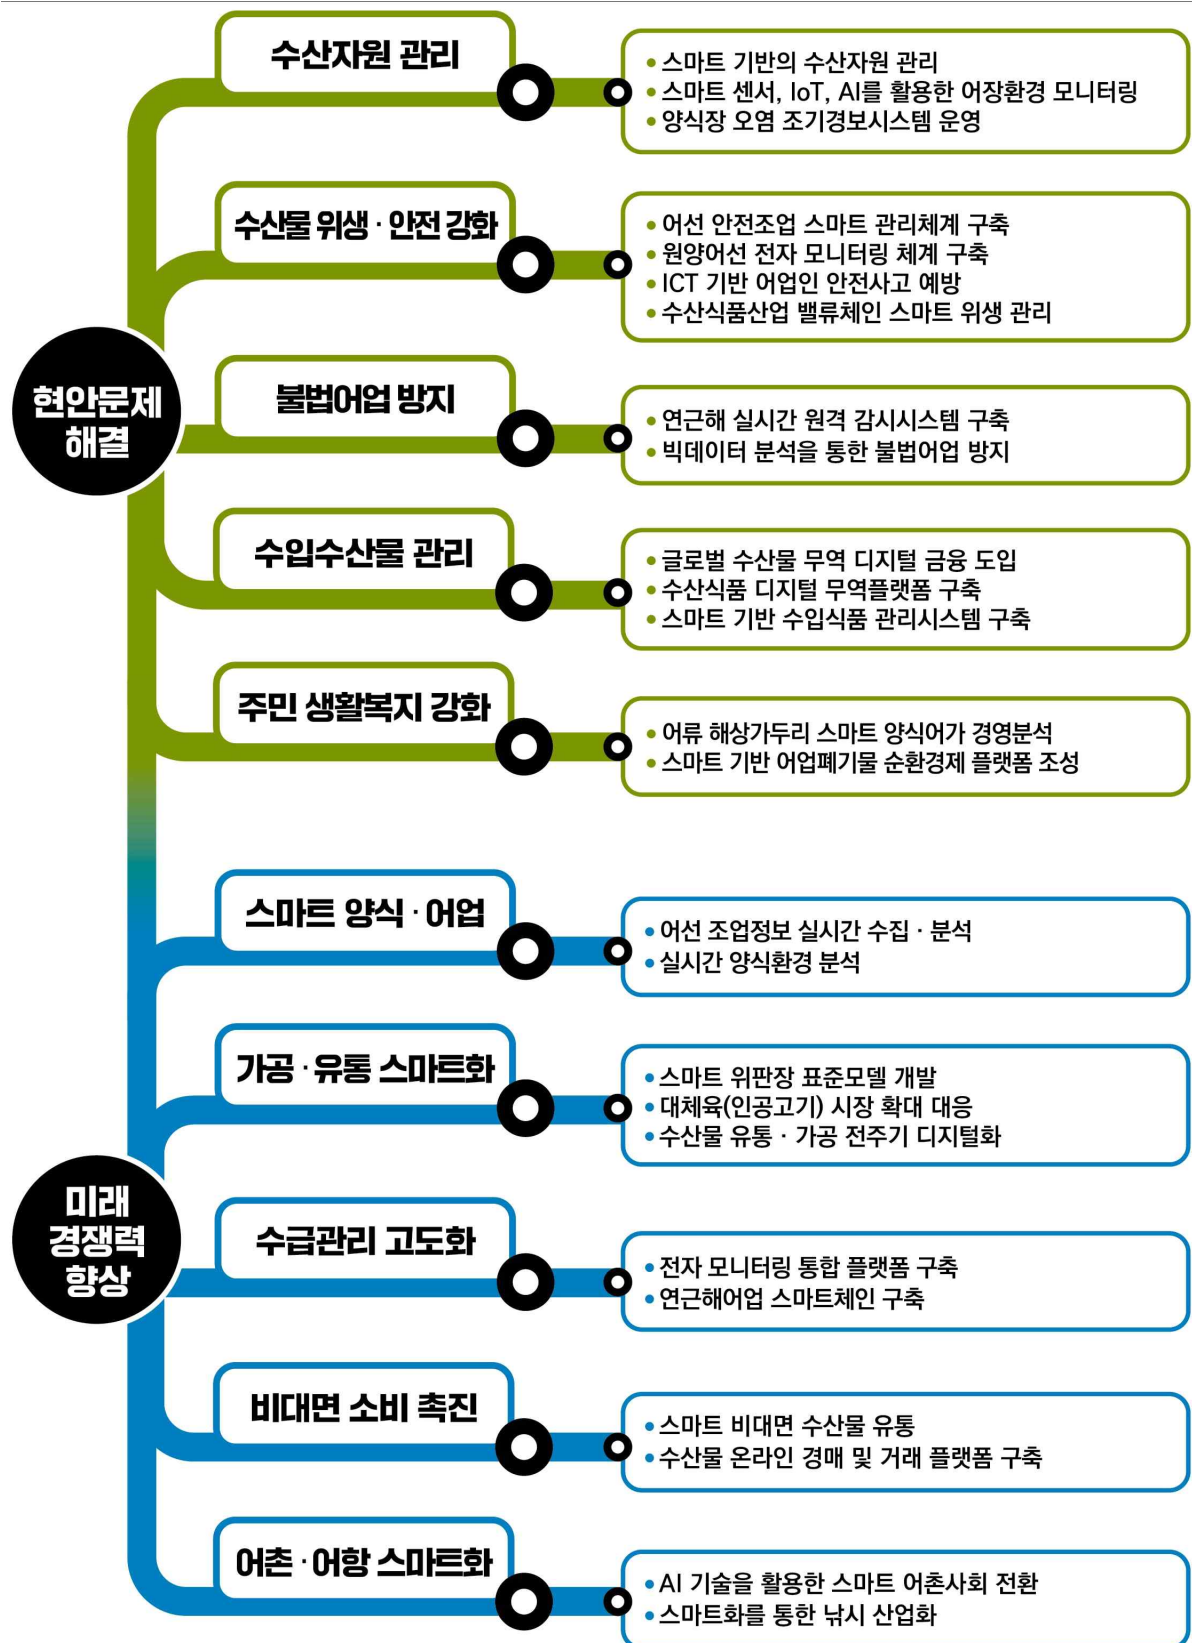 현안문제
해결
수산자원 관리
스마트 기반의 수산자원 관리
스마트 센서, IoT, AI를 활용한 어장환경 모니터링
양식장 오염 조기경보시스템 운영
수산물 위생 · 안전 강화
어선 안전조업 스마트 관리체계 구축
원양어선 전자 모니터링 체계 구축
ICT 기반 어업인 안전사고 예방
수산식품산업 밸류체인 스마트 위생 관리
불법어업 방지
연근해 실시간 원격 감시시스템 구축
빅데이터 분석을 통한 불법어업 방지
수입수산물 관리
글로벌 수산물 무역 디지털 금융 도입
수산식품 디지털 무역플랫폼 구축
스마트 기반 수입식품 관리시스템 구축
주민 생활복지 강화
어류 해상가두리 스마트 양식어가 경영분석
스마트 기반 어업폐기물 순환경제 플랫폼 조성
미래
경쟁력
향상
스마트 양식 · 어업
어선 조업정보 실시간 수집 · 분석
실시간 양식환경 분석
가공 · 유통 스마트화
스마트 위판장 표준모델 개발
대체육(인공고기) 시장 확대 대응
수산물 유통 · 가공 전주기 디지털화
수급관리 고도화
전자 모니터링 통합 플랫폼 구축
연근해어업 스마트체인 구축
비대면 소비 촉진
스마트 비대면 수산물 유통
수산물 온라인 경매 및 거래 플랫폼 구축
어촌 · 어항 스마트화
AI 기술을 활용한 스마트 어촌사회 전환
스마트화를 통한 낚시 산업화